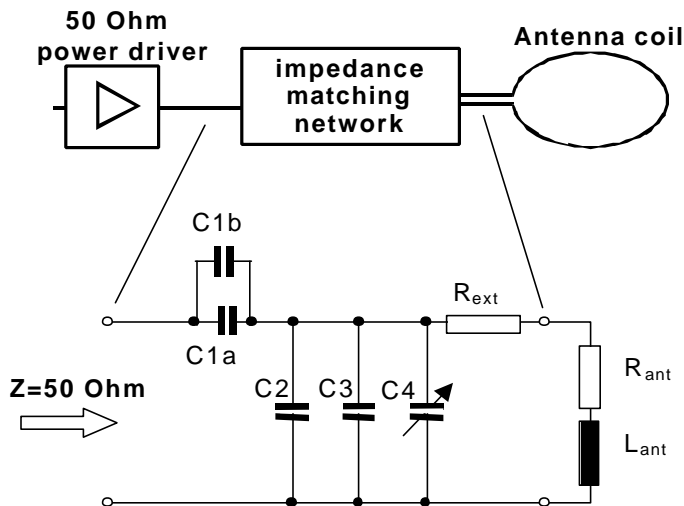 50 Ohm
power driver
impedance
matching
network
Antenna coil
C1b
C1a
Rext
Z=50 Ohm
C2
C3
C4
Rant
Lant